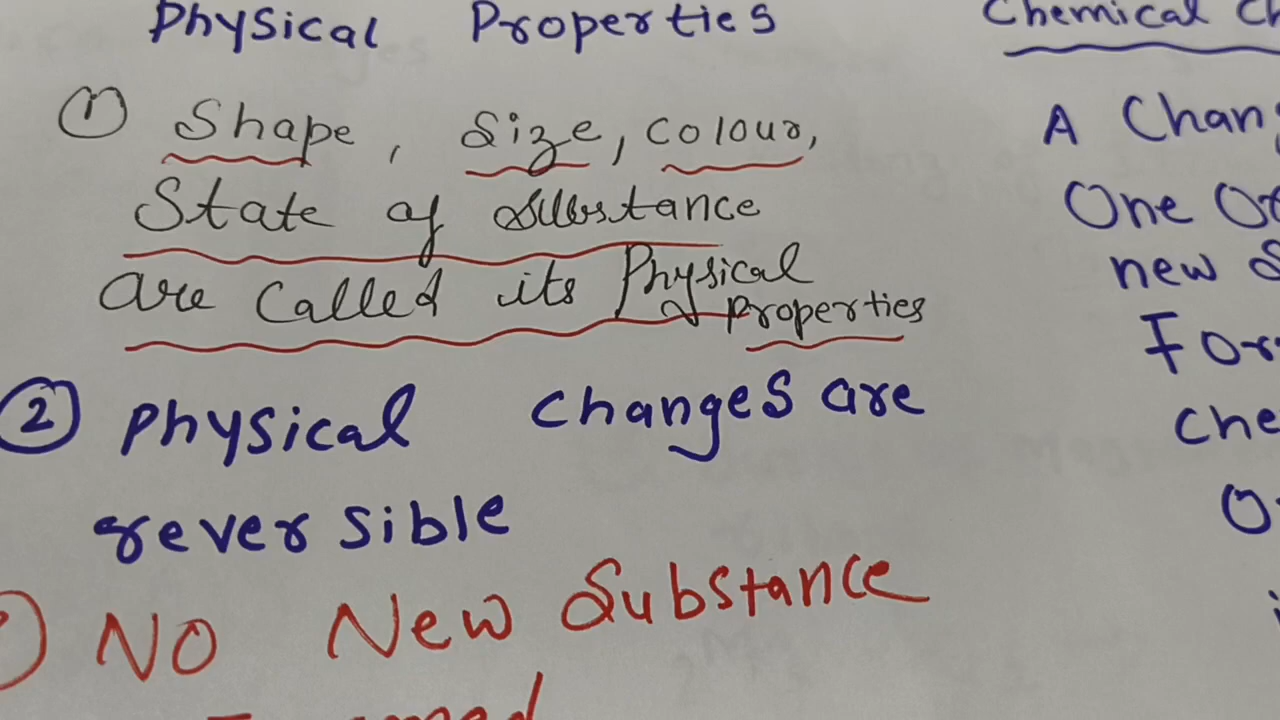 Physical Properties
① Shape, Size, colour,
State of Substance
are called its Physical
properties
② Physical changes are
reversible
NO New Substance
Chemical
A Chan
One Or
new S
For
che